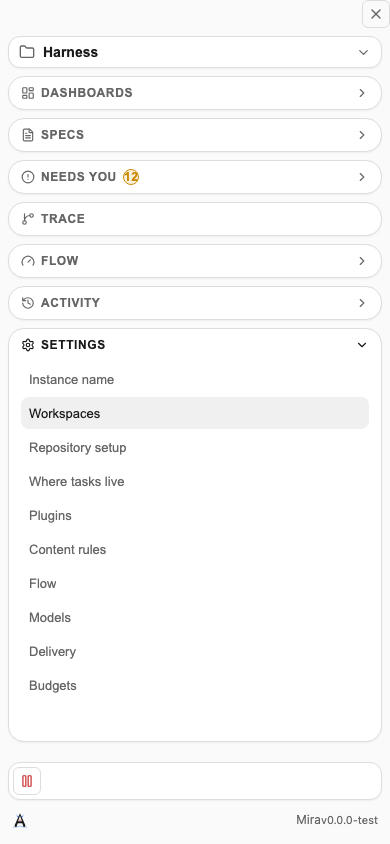 Harness
DASHBOARDS
SPECS
NEEDS YOU 12
TRACE
FLOW
ACTIVITY
SETTINGS
Instance name
Workspaces
Repository setup
Where tasks live
Plugins
Content rules
Flow
Models
Delivery
Budgets
A Mirav0.0.0-test